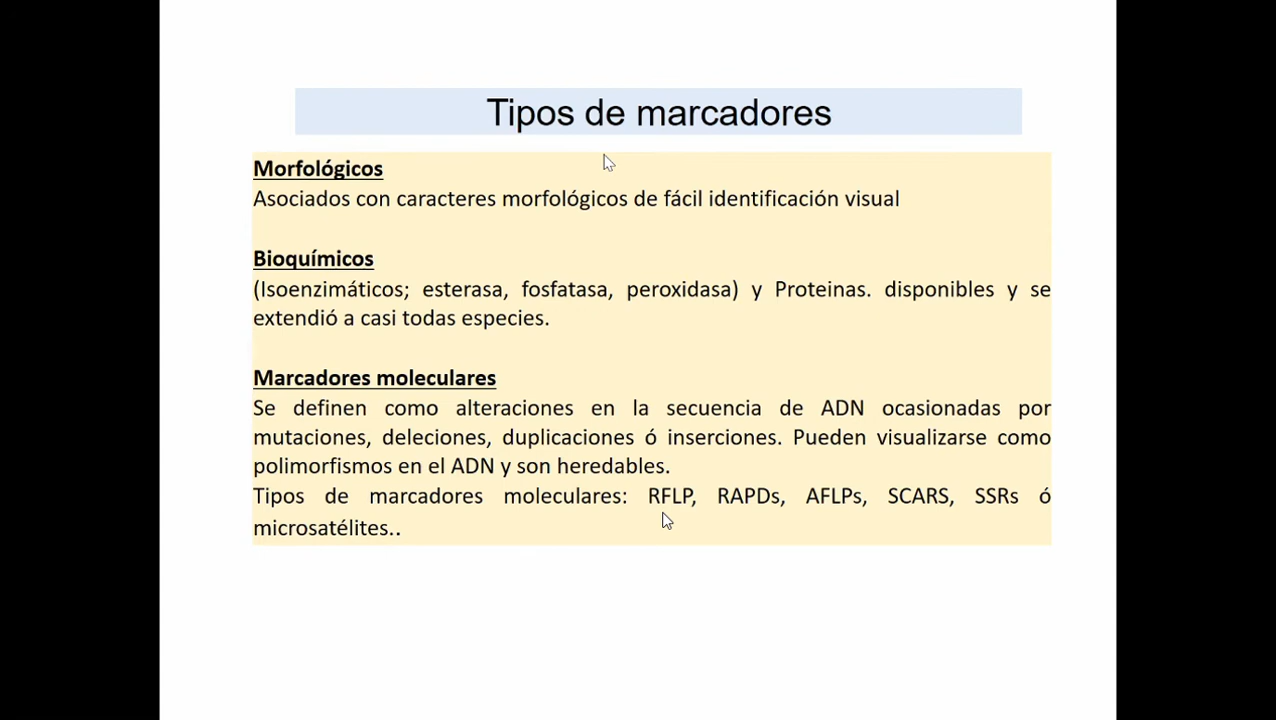 Tipos de marcadores
Morfológicos
Asociados con caracteres morfológicos de fácil identificación visual
Bioquímicos
(Isoenzimáticos; esterasa, fosfatasa, peroxidasa) y Proteinas. disponibles y se
extendió a casi todas especies.
Marcadores moleculares
Se definen como alteraciones en la secuencia de ADN ocasionadas por
mutaciones, deleciones, duplicaciones ó inserciones. Pueden visualizarse como
polimorfismos en el ADN y son heredables.
Tipos de marcadores moleculares: RFLP, RAPDs, AFLPs, SCARS, SSRs ó
microsatélites..